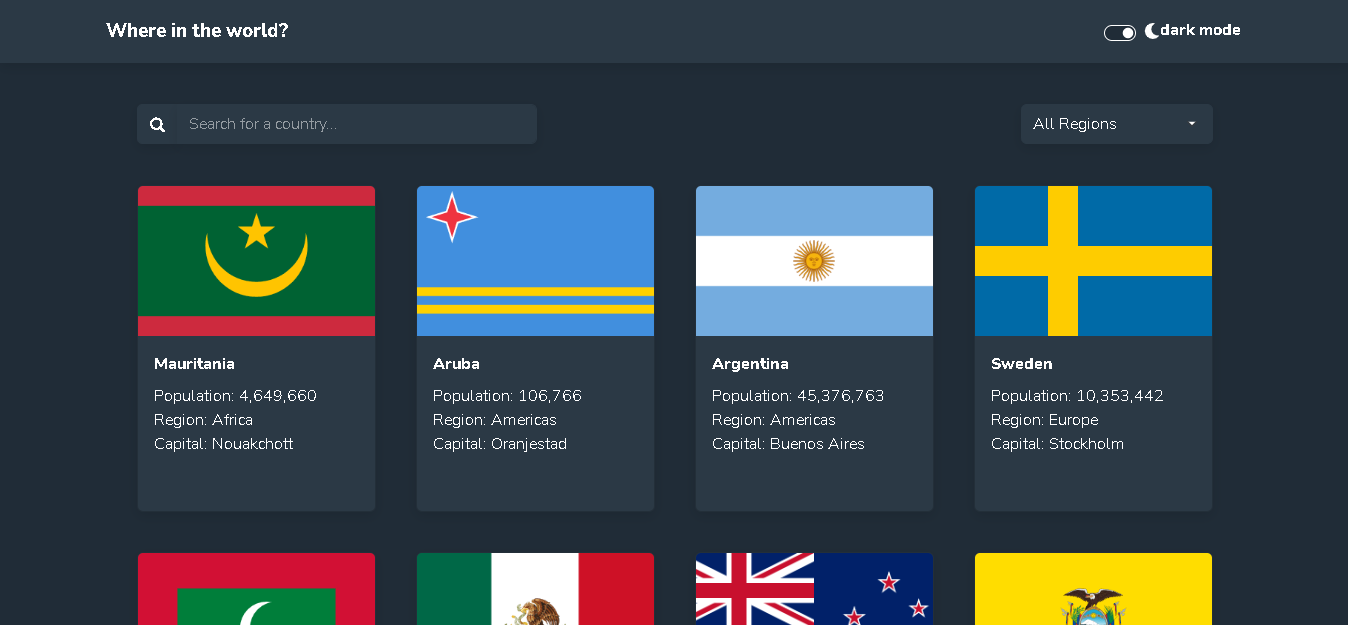 Where in the world?
dark mode
Search for a country...
All Regions
Mauritania
Population: 4,649,660
Region: Africa
Capital: Nouakchott
Aruba
Population: 106,766
Region: Americas
Capital: Oranjestad
Argentina
Population: 45,376,763
Region: Americas
Capital: Buenos Aires
Sweden
Population: 10,353,442
Region: Europe
Capital: Stockholm